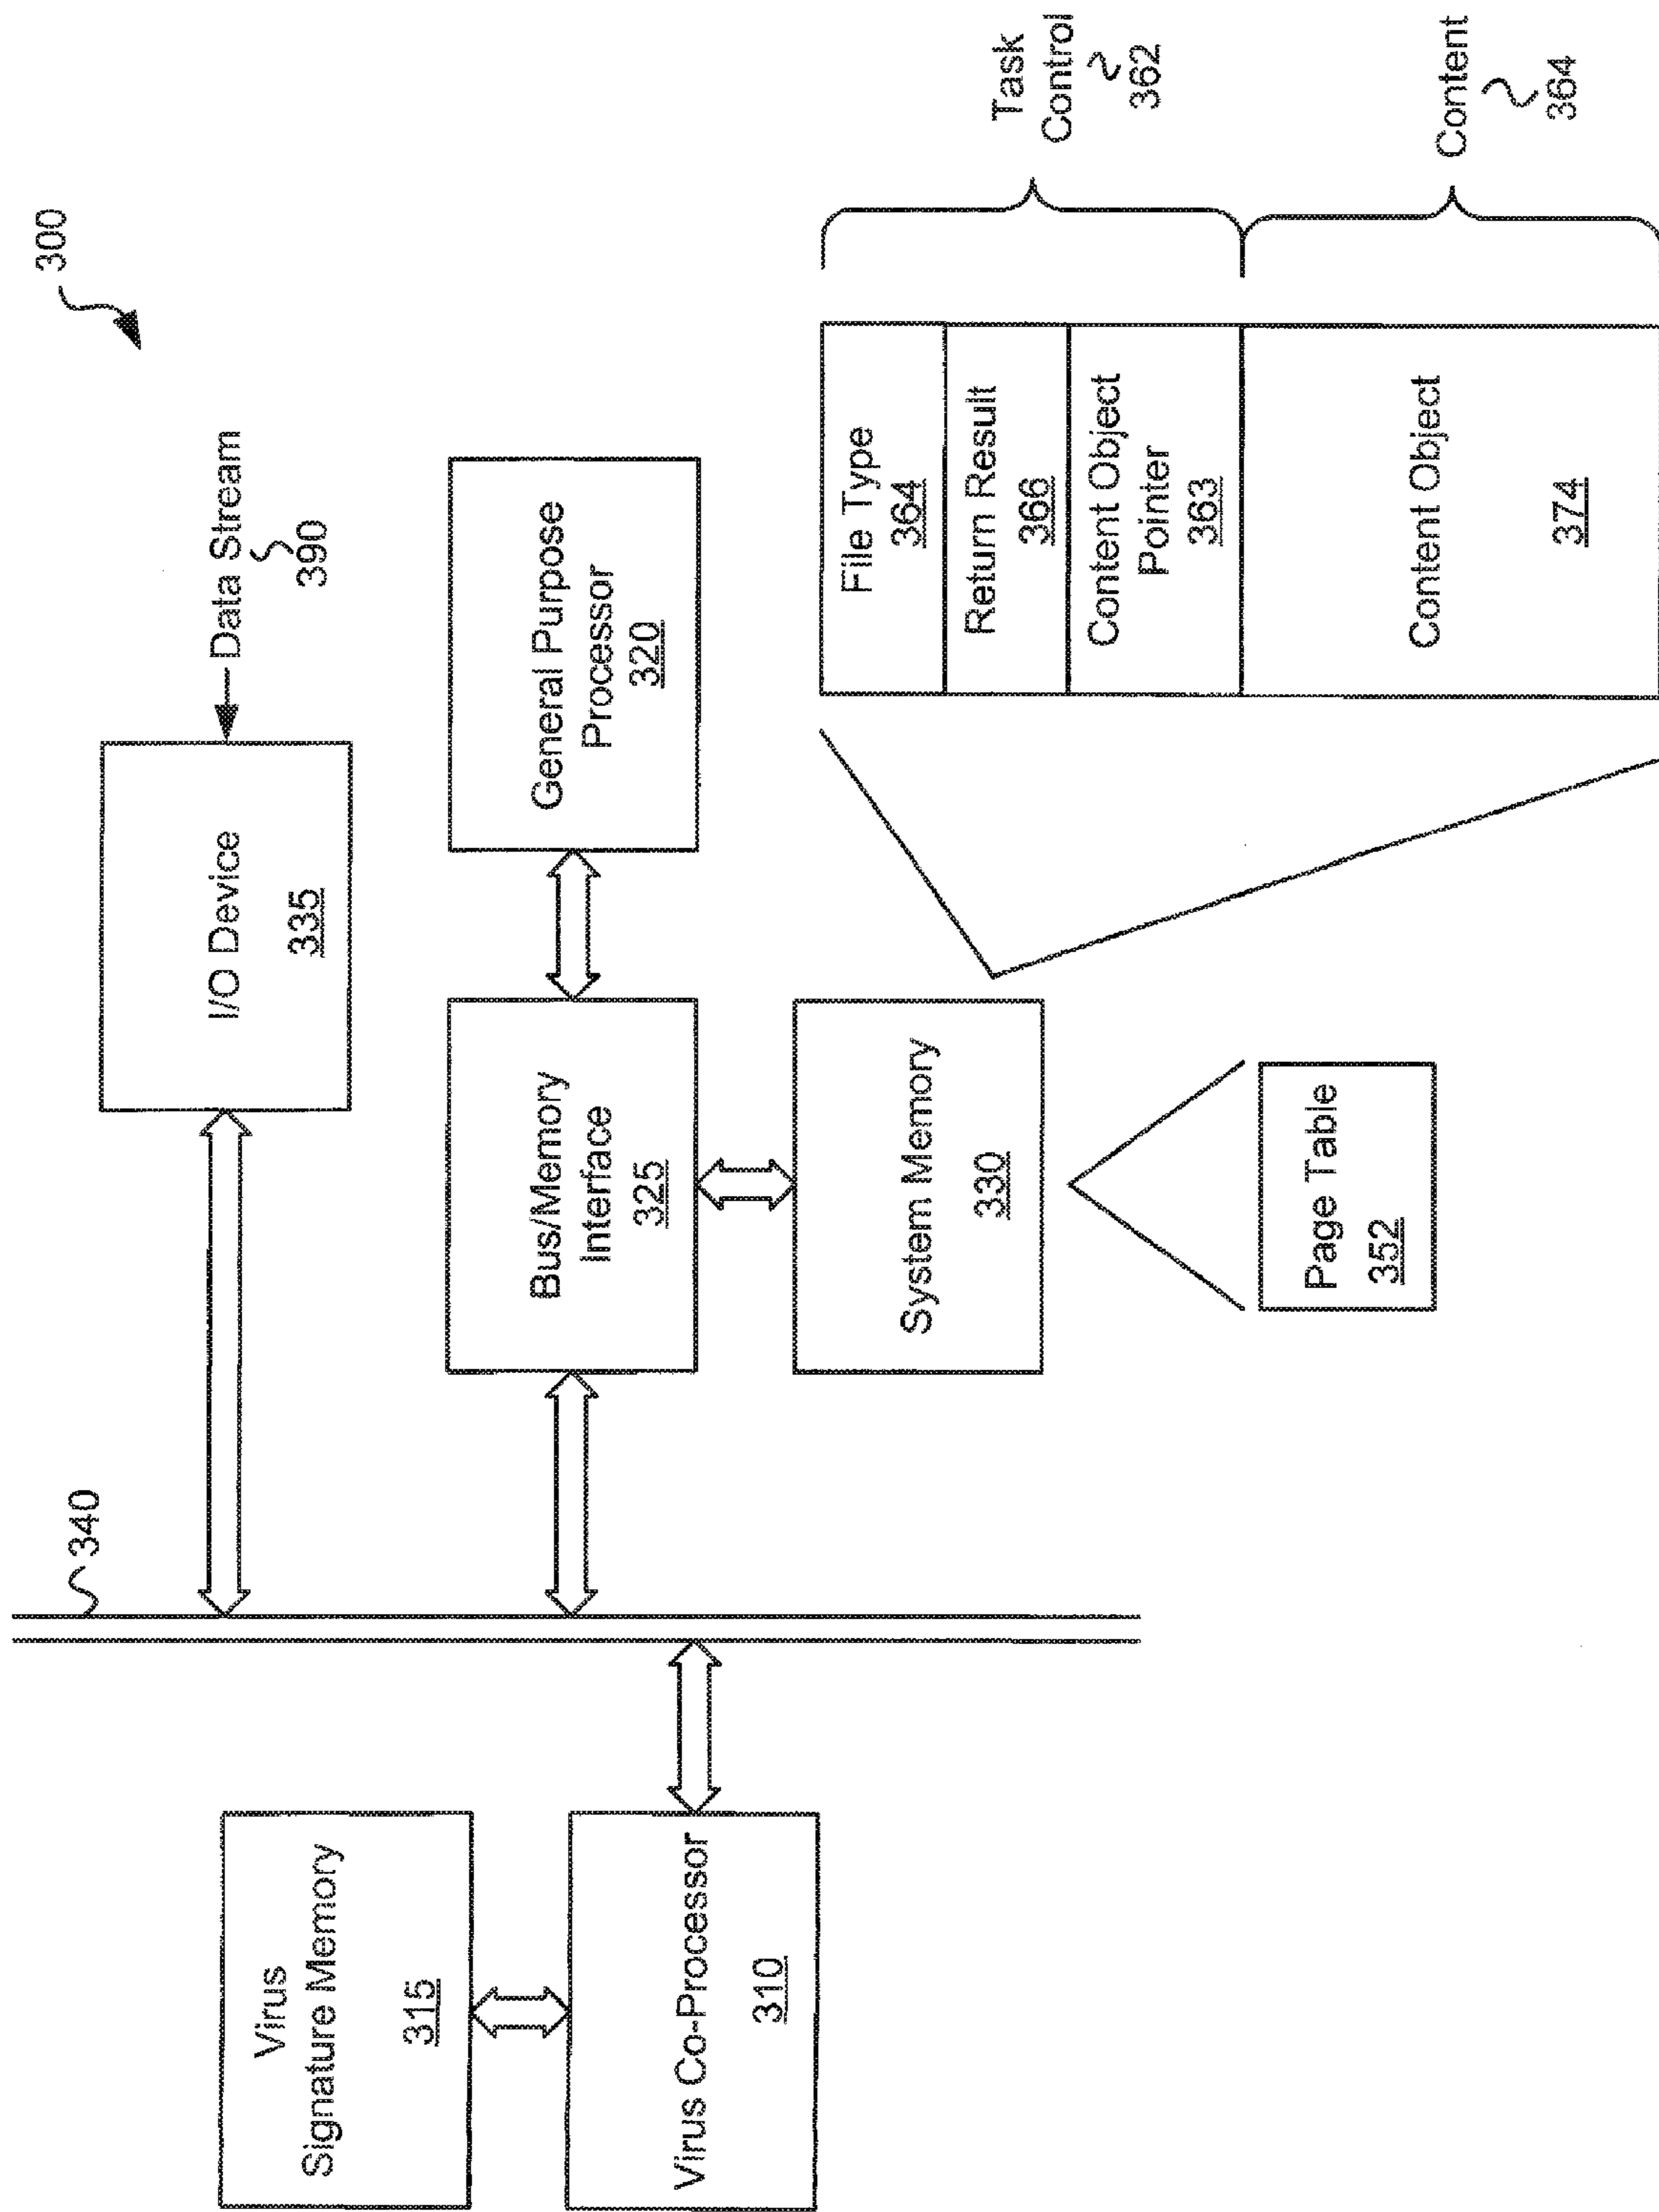 300
340
I/O Device
335
Data Stream
390
Virus
Signature Memory
315
Bus/Memory
Interface
325
General Purpose
Processor
320
Virus Co-Processor
310
System Memory
330
Page Table
352
File Type
364
Return Result
366
Content Object
Pointer
363
Content Object
374
Task
Control
362
Content
364